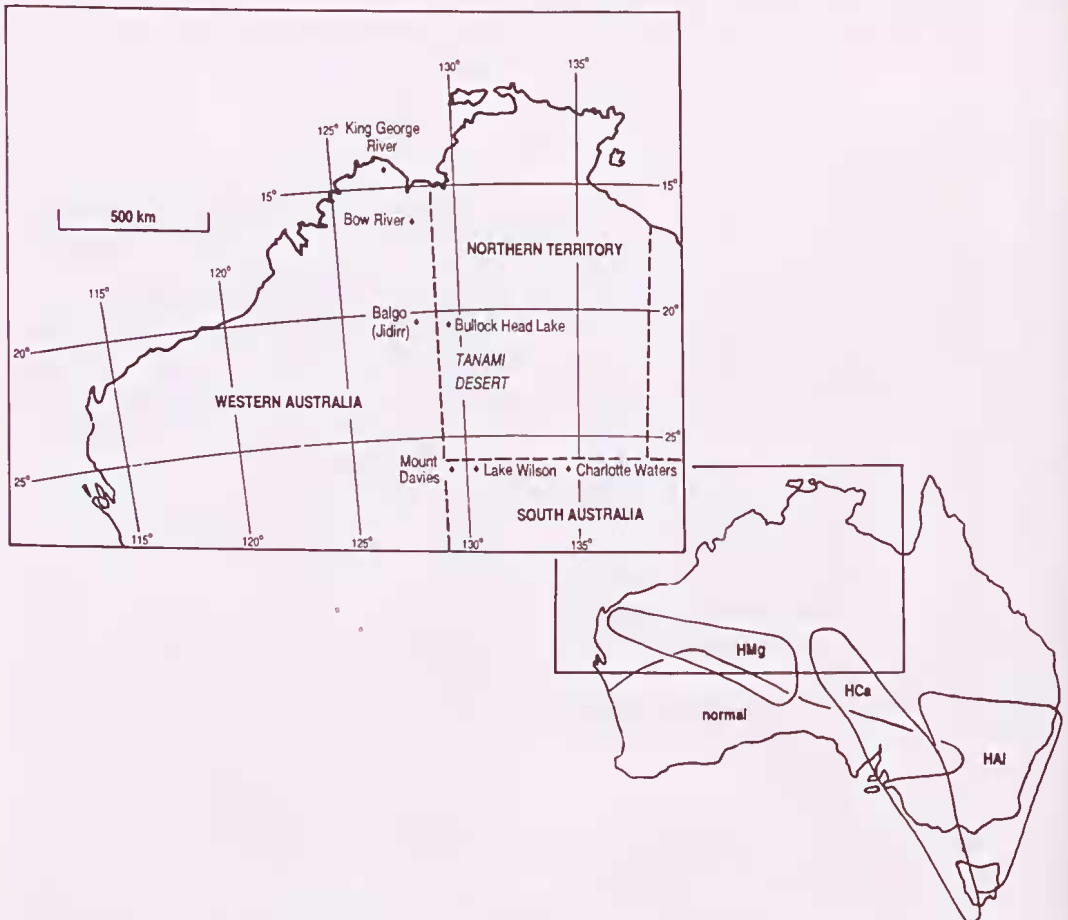 130°
135°
King George
River
125°
15°
15°
500 km
Bow River
NORTHERN TERRITORY
120°
115°
20°
Balgo
(Jidirr)
Bullock Head Lake
20°
TANAMI
DESERT
WESTERN AUSTRALIA
25°
Mount
Davies
Lake Wilson
Charlotte Waters
25°
SOUTH AUSTRALIA
115°
120°
125°
130°
135°
HMg
HCa
normal
HAl